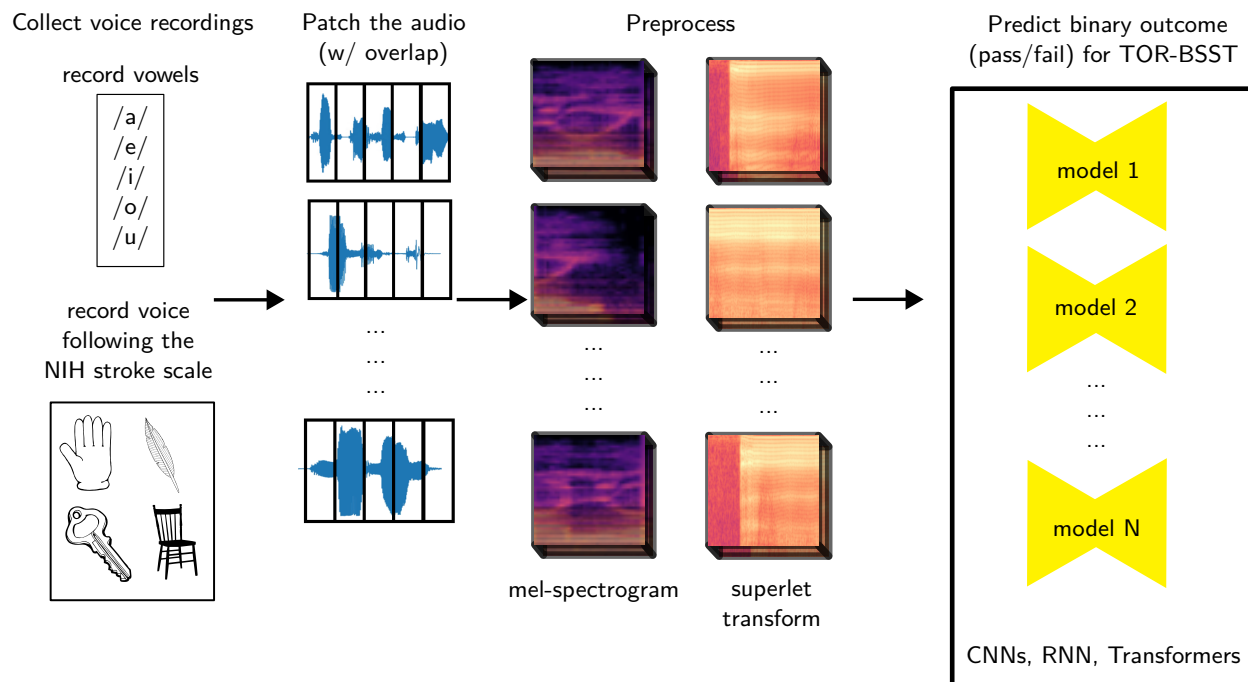 Collect voice recordings
record vowels
/a/
/e/
/i/
/o/
/u/
record voice
following the
NIH stroke scale
Patch the audio
(w/ overlap)
...
...
...
Preprocess
...
...
...
mel-spectrogram
...
...
...
superlet
transform
Predict binary outcome
(pass/fail) for TOR-BSST
model 1
model 2
...
...
...
model N
CNNs, RNN, Transformers